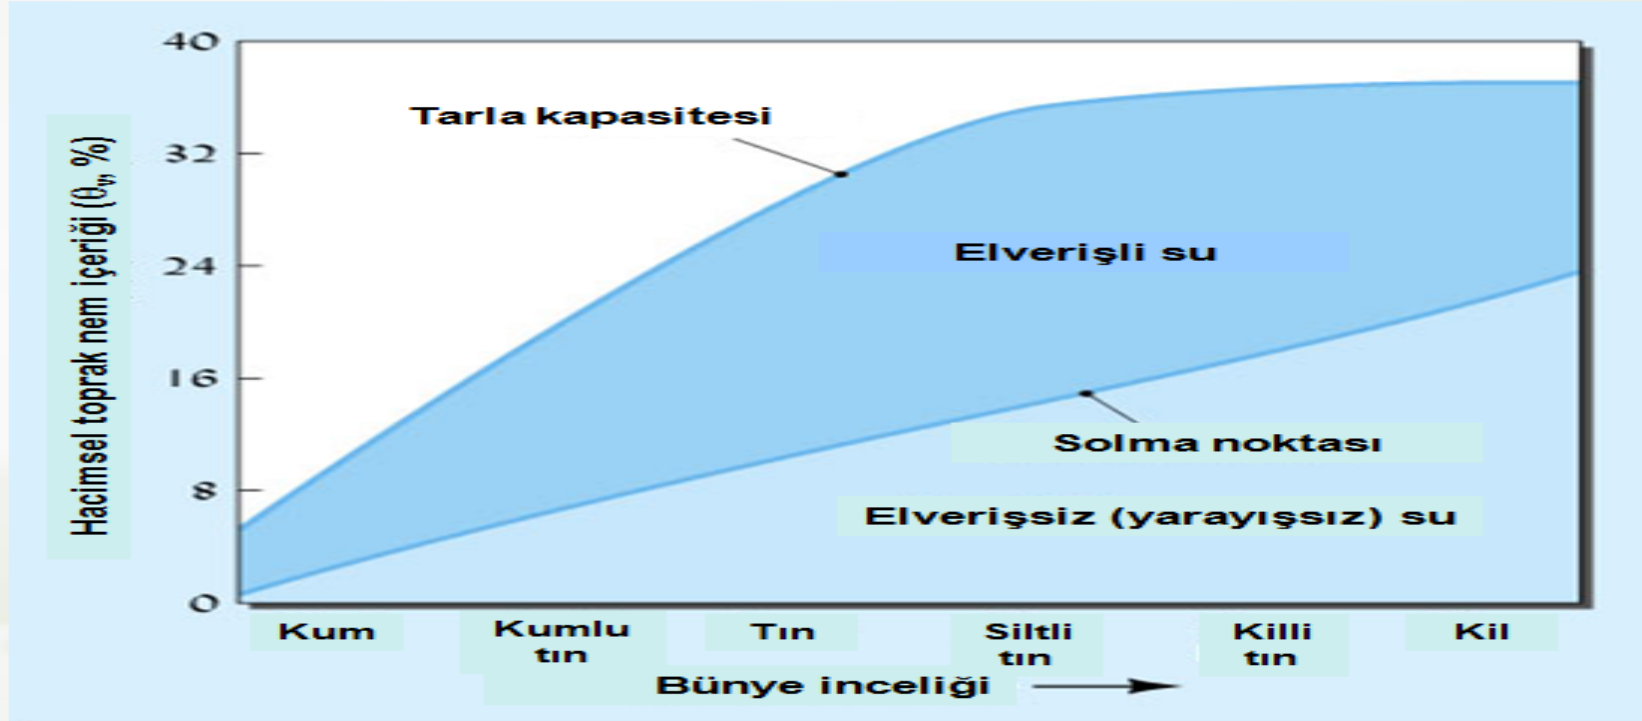 40
32
24
16
8
0
Hacimsel toprak nem içeriği (θv, %)
Tarla kapasitesi
Elverişli su
Solma noktası
Elverişsiz (yarayışsız) su
Kum
Kumlu
tın
Tın
Siltli
tın
Killi
tın
Kil
Bünye inceliği